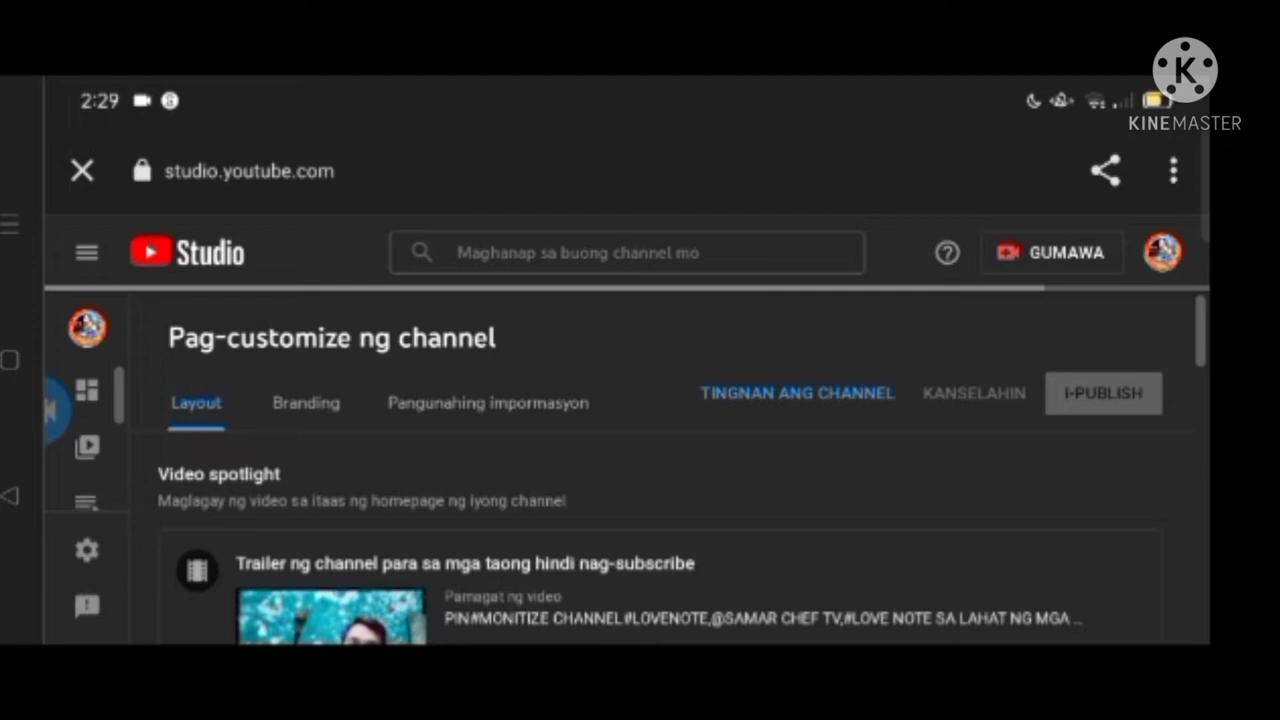 2:29
KINEMASTER
studio.youtube.com
Studio
Maghanap sa buong channel mo
GUMAWA
Pag-customize ng channel
Layout
Branding
Pangunahing impormasyon
TINGNAN ANG CHANNEL
KANSELAHIN
I-PUBLISH
Video spotlight
Maglagay ng video sa itaas ng homepage ng iyong channel
Trailer ng channel para sa mga taong hindi nag-subscribe
Pamagat ng video
PIN#MONITIZE CHANNEL#LOVENOTE,@SAMAR CHEF TV,#LOVE NOTE SA LAHAT NG MGA ...